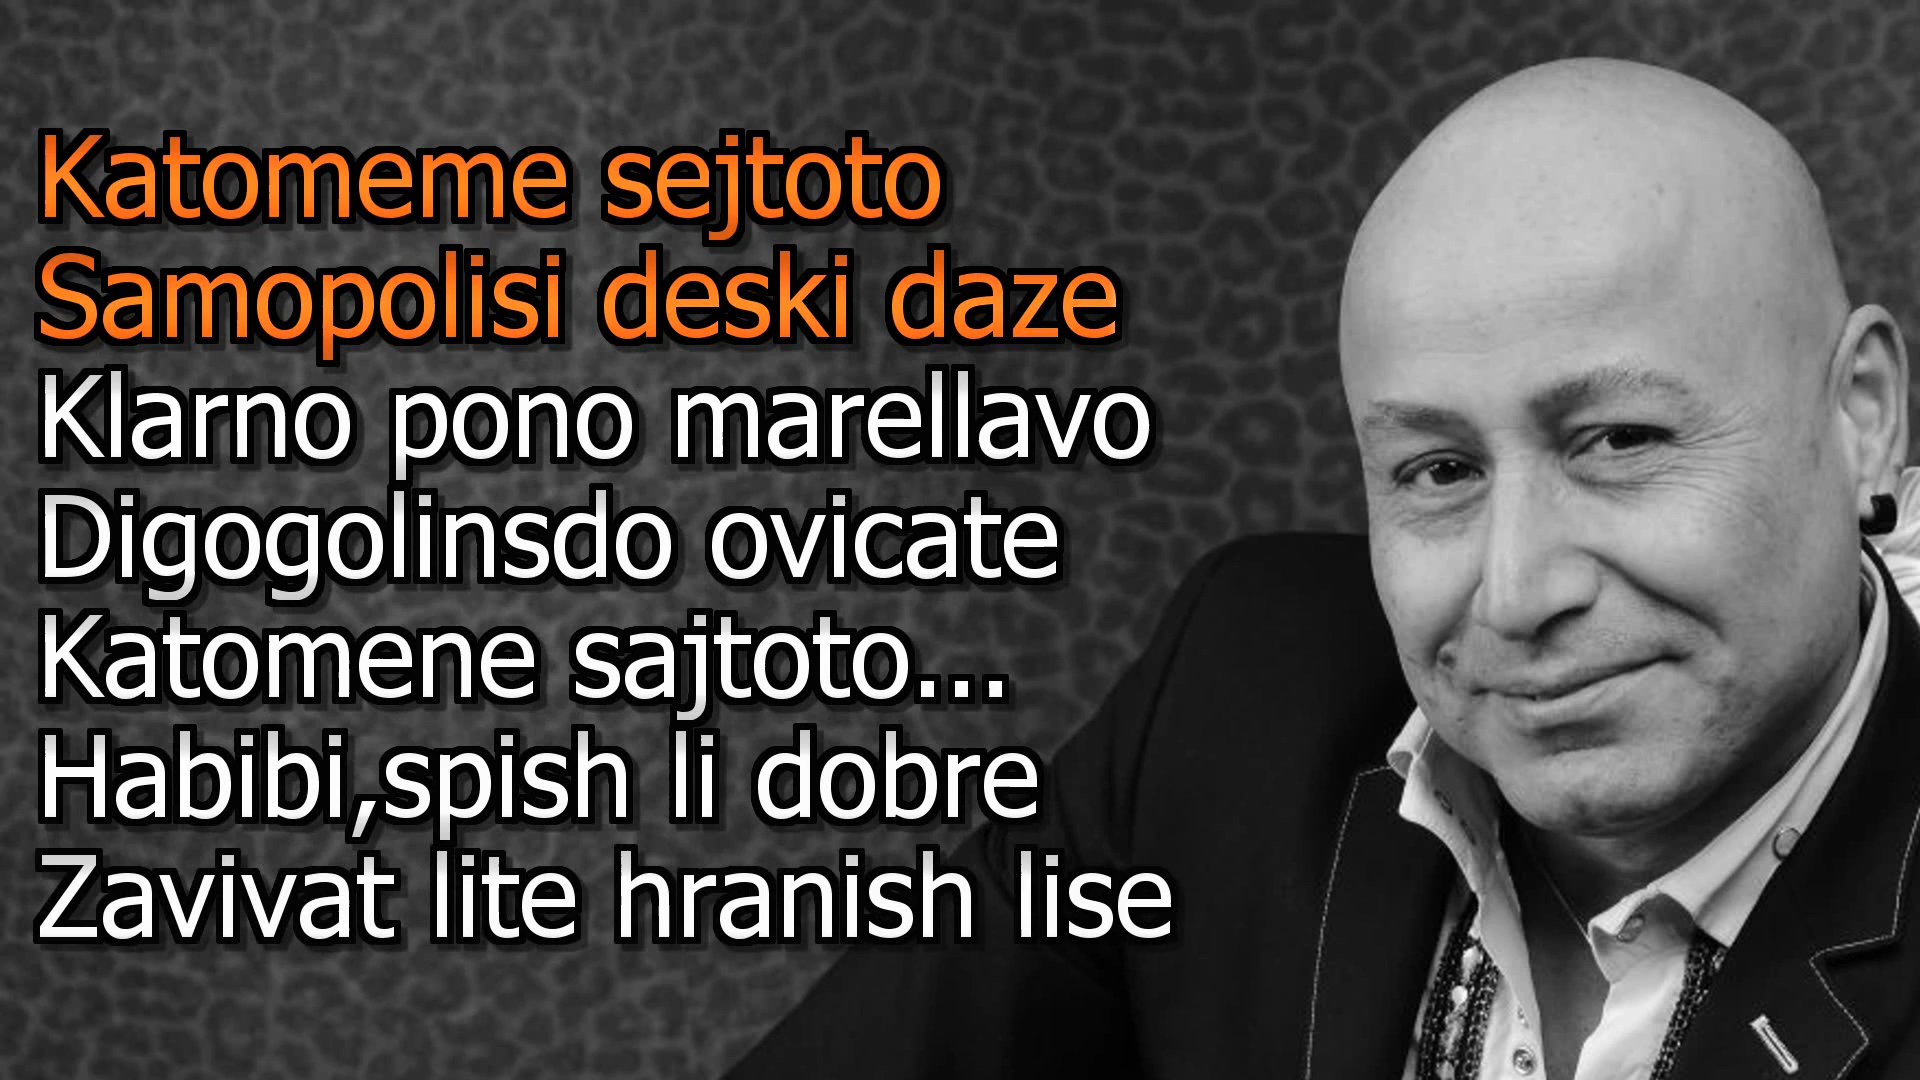 Katomeme sejtoto
Samopolisi deski daze
Klarno pono marellavo
Digogolinsdo ovicate
Katomene sajtoto...
Habibi,spish li dobre
Zavivat lite hranish lise